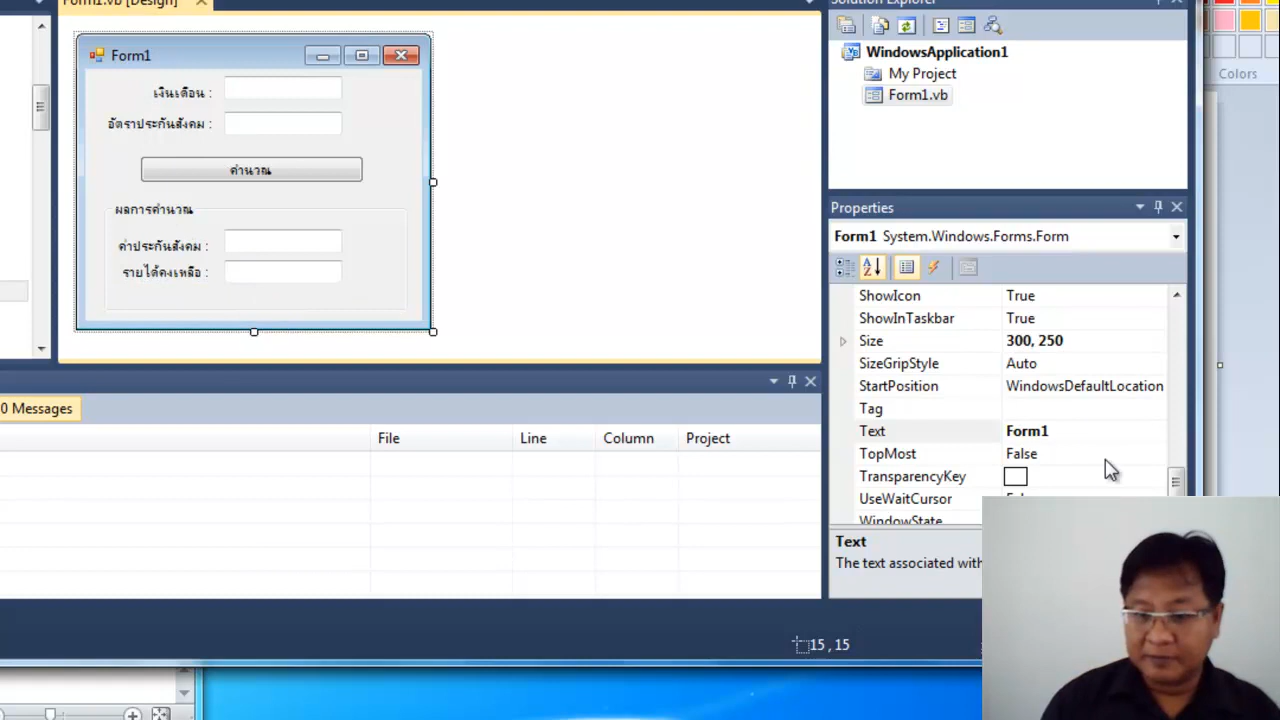 Form1.vb [Design]
Solution Explorer
Form1
เงินเดือน :
อัตราประกันสังคม :
คำนวณ
ผลการคำนวณ
ค่าประกันสังคม :
รายได้คงเหลือ :
WindowsApplication1
My Project
Form1.vb
Properties
Form1 System.Windows.Forms.Form
ShowIcon True
ShowInTaskbar True
Size 300, 250
SizeGripStyle Auto
StartPosition WindowsDefaultLocation
Tag
Text Form1
TopMost False
TransparencyKey
UseWaitCursor
WindowState
Text
The text associated with
0 Messages
File Line Column Project
15 , 15
Colors